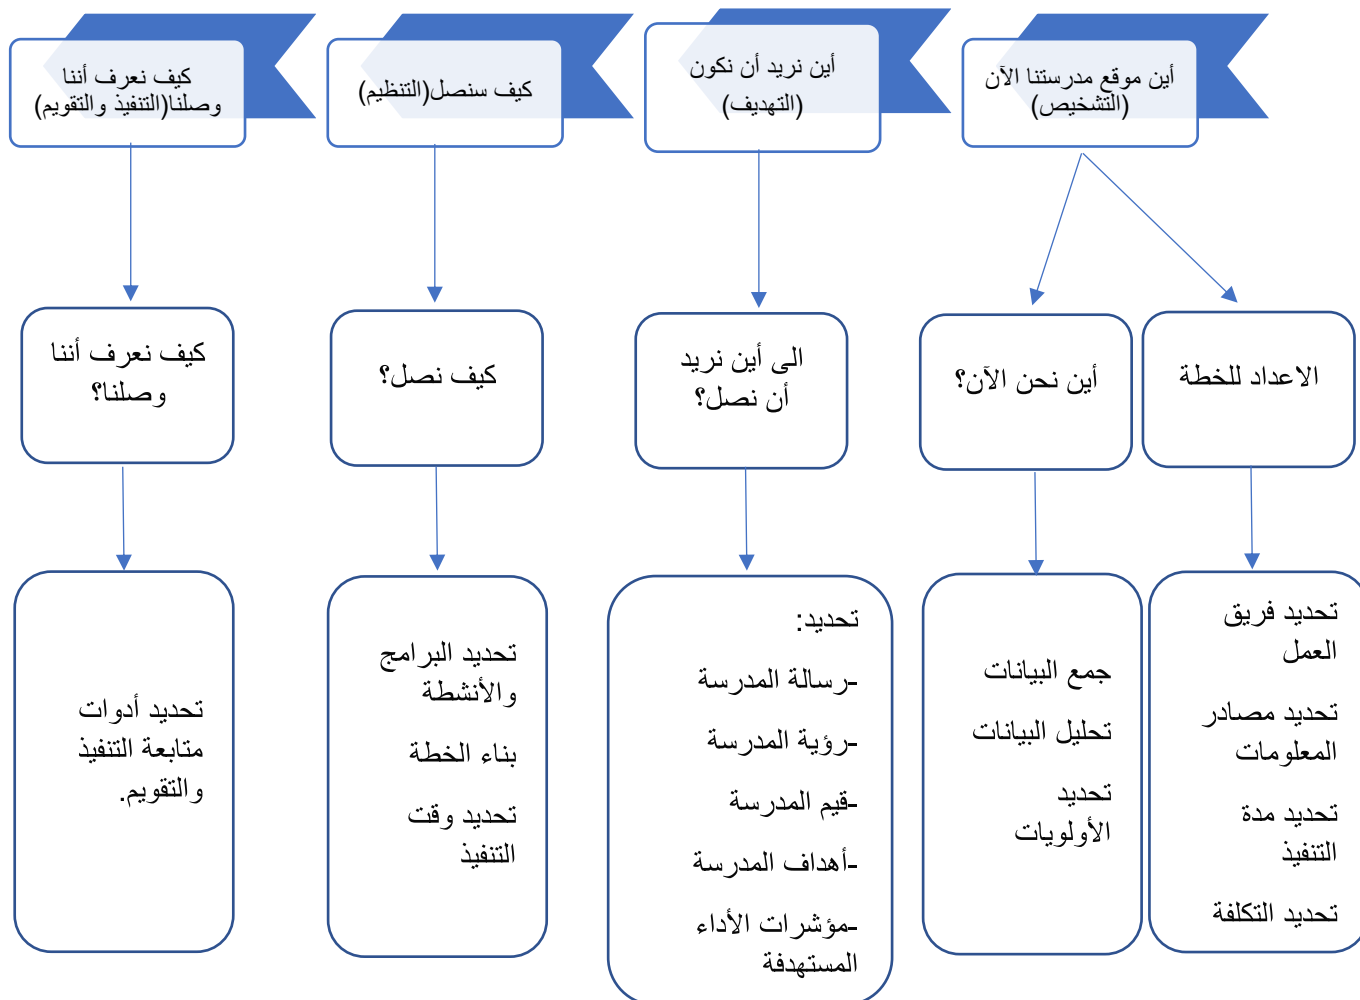 أين موقع مدرستنا الآن
(التشخيص)
أين نريد أن نكون
(التهديف)
كيف سنصل(التنظيم)
كيف نعرف أننا
وصلنا(التنفيذ والتقويم)
الاعداد للخطة
أين نحن الآن؟
الى أين نريد
أن نصل؟
كيف نصل؟
كيف نعرف أننا
وصلنا؟
تحديد فريق
العمل
تحديد مصادر
المعلومات
تحديد مدة
التنفيذ
تحديد التكلفة
جمع البيانات
تحليل البيانات
تحديد
الأولويات
تحديد:
-رسالة المدرسة
-رؤية المدرسة
-قيم المدرسة
-أهداف المدرسة
-مؤشرات الأداء
المستهدفة
تحديد البرامج
والأنشطة
بناء الخطة
تحديد وقت
التنفيذ
تحديد أدوات
متابعة التنفيذ
والتقويم.